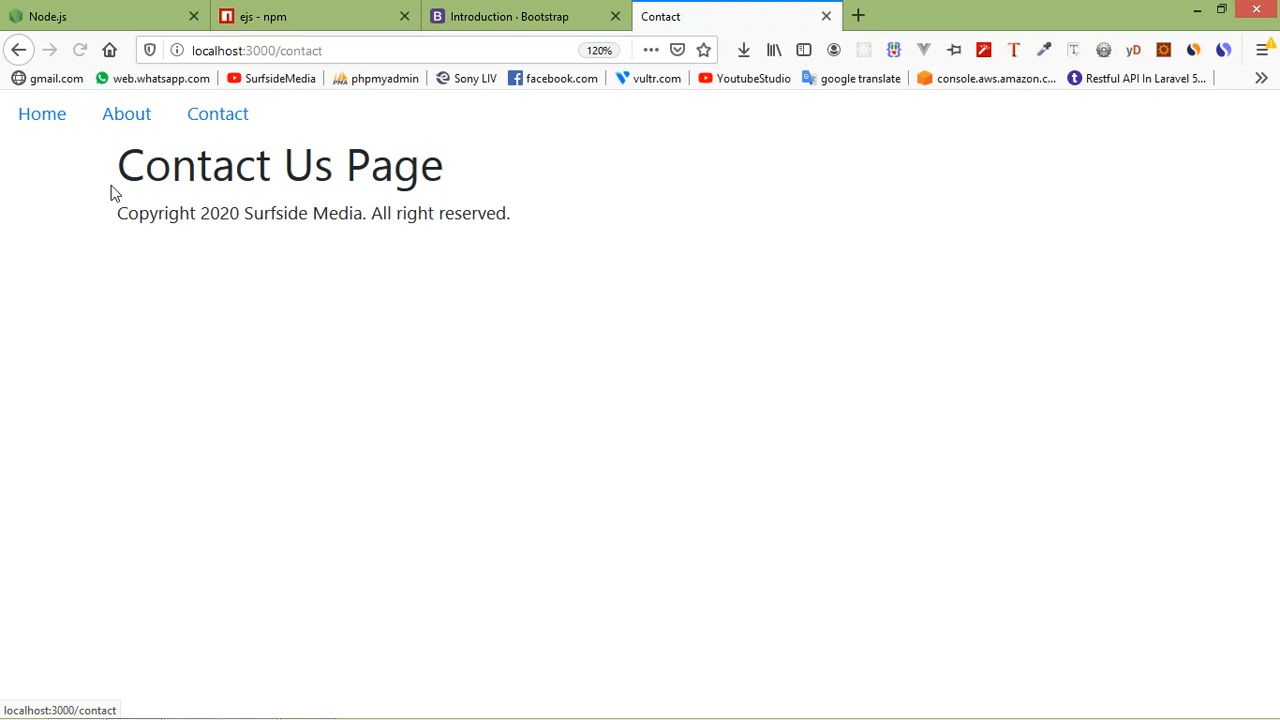 Node.js
ejs - npm
Introduction · Bootstrap
Contact
localhost:3000/contact
120%
gmail.com
web.whatsapp.com
SurfsideMedia
phpmyadmin
Sony LIV
facebook.com
vultr.com
YoutubeStudio
google translate
console.aws.amazon.c...
Restful API In Laravel 5...
Home About Contact
Contact Us Page
Copyright 2020 Surfside Media. All right reserved.
localhost:3000/contact